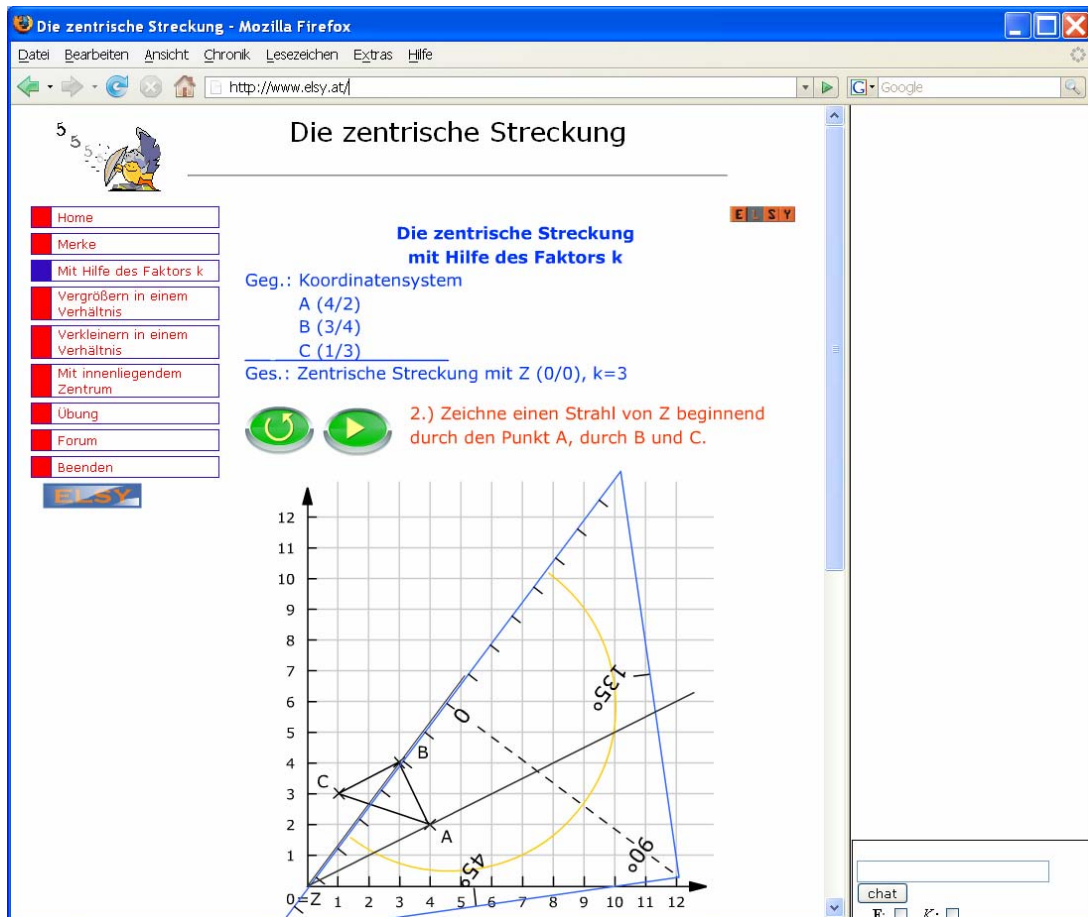 Die zentrische Streckung - Mozilla Firefox
Datei Bearbeiten Ansicht Chronik Lesezeichen Extras Hilfe
http://www.elsy.at/
Google
5 5 5
Die zentrische Streckung
ELSY
Home
Merke
Mit Hilfe des Faktors k
Vergrößern in einem
Verhältnis
Verkleinern in einem
Verhältnis
Mit innenliegendem
Zentrum
Übung
Forum
Beenden
ELSY
Die zentrische Streckung
mit Hilfe des Faktors k
Geg.: Koordinatensystem
A (4/2)
B (3/4)
C (1/3)
Ges.: Zentrische Streckung mit Z (0/0), k=3
2.) Zeichne einen Strahl von Z beginnend
durch den Punkt A, durch B und C.
12
11
10
9
8
7
6
5
4
3
2
1
0=Z 1 2 3 4 5 6 7 8 9 10 11 12
C
B
A
0
45°
90°
135°
chat
F: K: